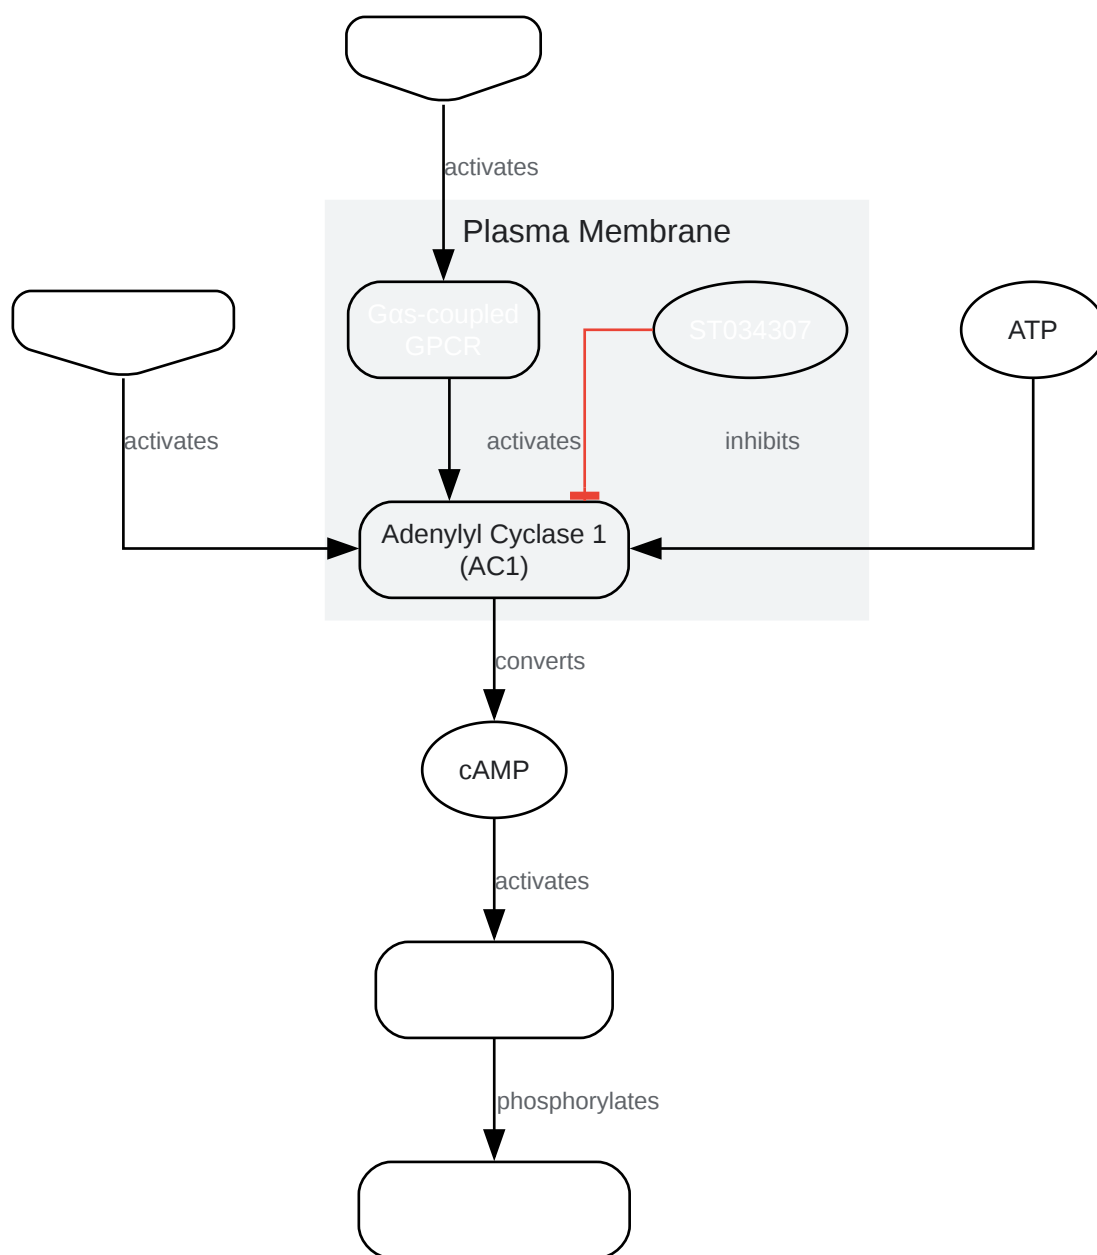 activates
Plasma Membrane
Gαs-coupled
GPCR
ST034307
ATP
activates
activates
inhibits
Adenylyl Cyclase 1
(AC1)
converts
cAMP
activates
phosphorylates